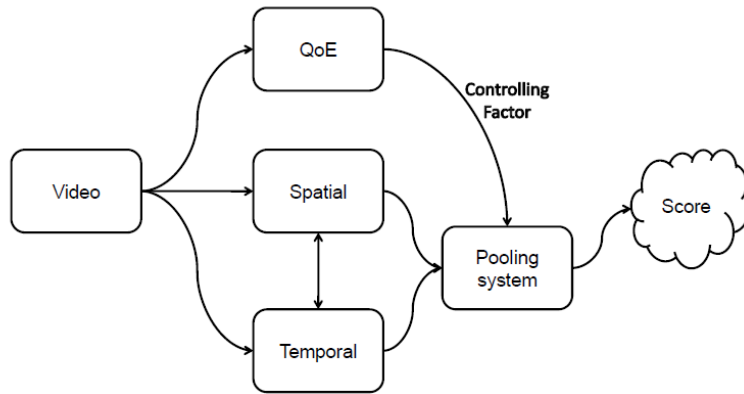 QoE
Controlling
Factor
Video
Spatial
Score
Pooling
system
Temporal